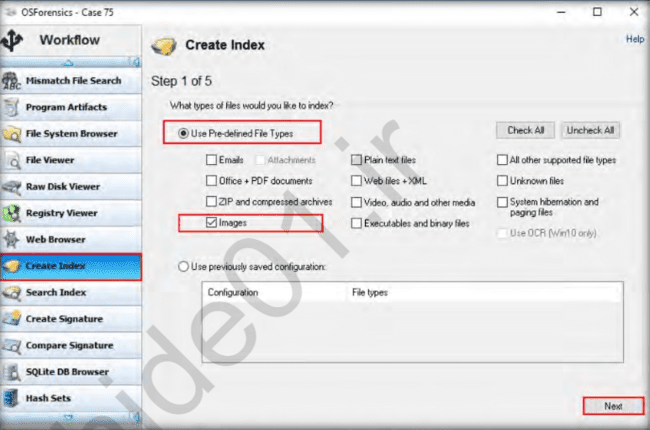 OSForensics - Case 75
Workflow
Create Index
Help
Mismatch File Search
Program Artifacts
File System Browser
File Viewer
Raw Disk Viewer
Registry Viewer
Web Browser
Create Index
Search Index
Create Signature
Compare Signature
SQLite DB Browser
Hash Sets
Step 1 of 5
What types of files would you like to index?
Use Pre-defined File Types
Check All
Uncheck All
Emails
Attachments
Plain text files
All other supported file types
Office + PDF documents
Web files + XML
Unknown files
ZIP and compressed archives
Video, audio and other media
System hibernation and
paging files
Images
Executables and binary files
Use OCR (Win10 only)
Use previously saved configuration:
Configuration
File types
Next